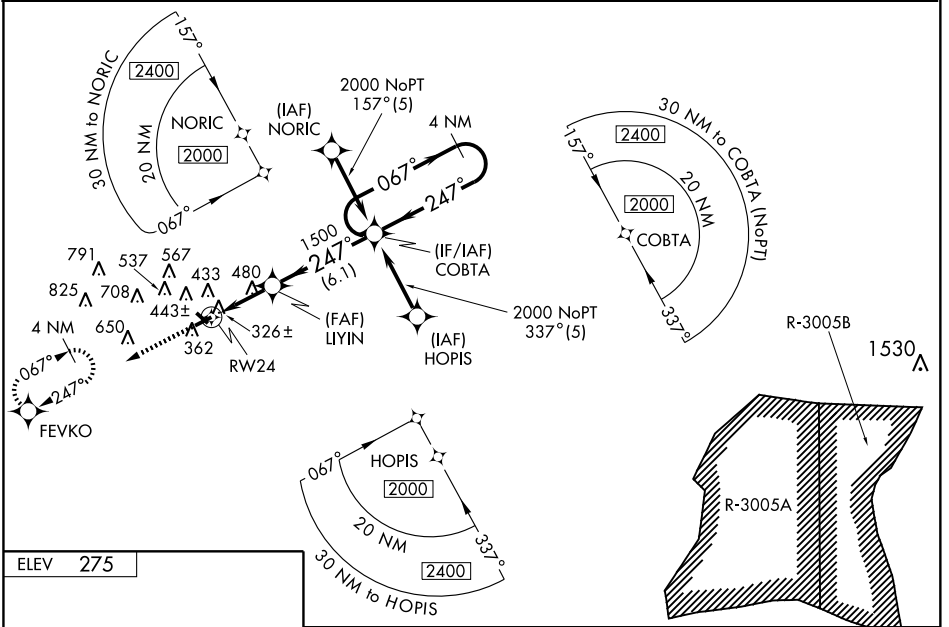 157°
30 NM to NORIC
2400
20 NM
NORIC
2000
067°
2000 NoPT
157° (5)
(IAF)
NORIC
4 NM
067°
247°
1500
247°
(6.1)
(IF/IAF)
COBTA
2000 NoPT
337° (5)
(IAF)
HOPIS
157°
30 NM to COBTA (NoPT)
2400
20 NM
2000
COBTA
337°
791
537
567
825
708
433
480
443±
650
362
326±
RW24
(FAF)
LIYIN
4 NM
067°
247°
FEVKO
R-3005B
1530
R-3005A
067°
HOPIS
2000
20 NM
337°
2400
30 NM to HOPIS
ELEV 275